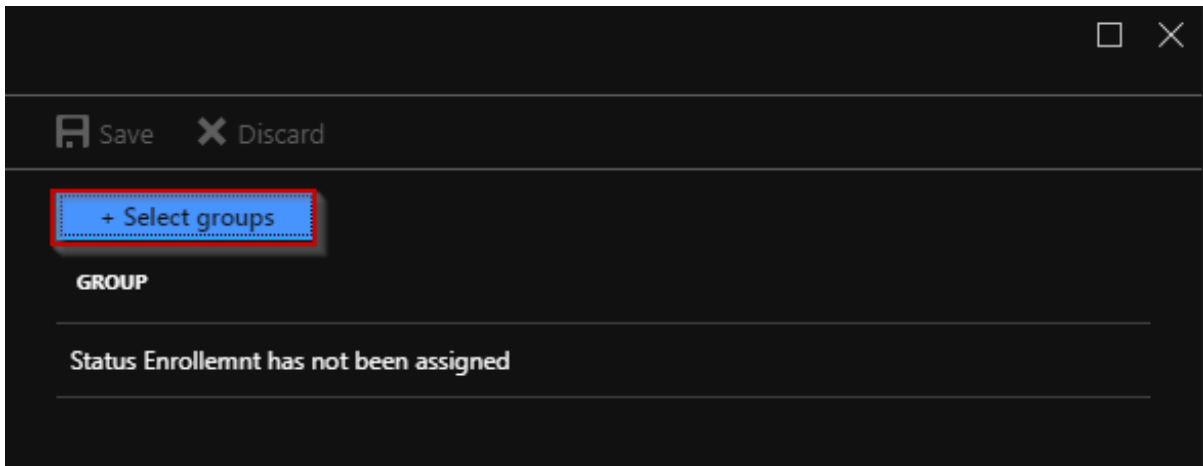 Save Discard
+ Select groups
GROUP
Status Enrollemnt has not been assigned